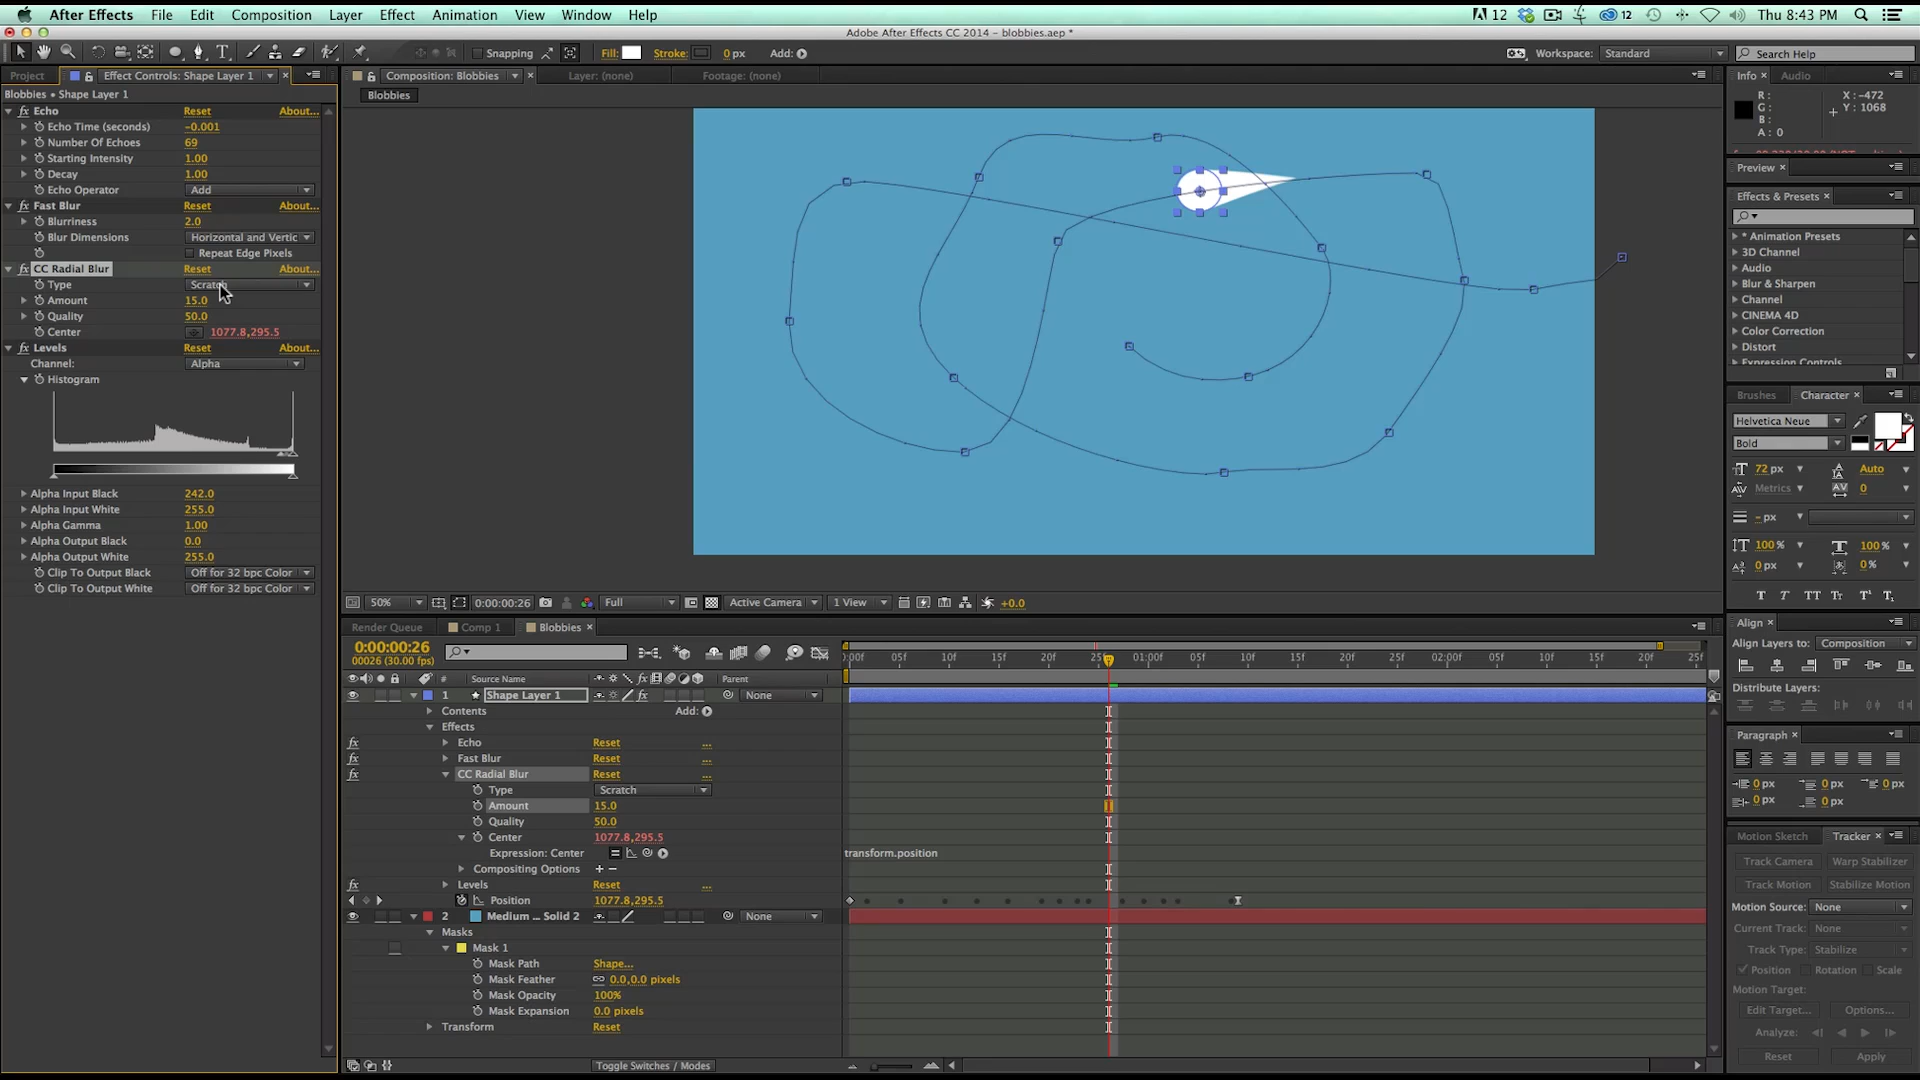 After Effects File Edit Composition Layer Effect Animation View Window Help 12 12 Thu 8:43 PM
Adobe After Effects CC 2014 – blobbies.aep *
Snapping Fill: Stroke: 0 px Add: Workspace: Standard Search Help
Project Effect Controls: Shape Layer 1 Composition: Blobbies Layer: (none) Footage: (none) Info Audio
Blobbies • Shape Layer 1
Blobbies
R: G: B: A: 0
X: -472
Y: 1068
Echo Reset About...
Echo Time (seconds) -0.001
Number Of Echoes 69
Starting Intensity 1.00
Decay 1.00
Echo Operator Add
Fast Blur Reset About...
Blurriness 2.0
Blur Dimensions Horizontal and Vertic
Repeat Edge Pixels
CC Radial Blur Reset About...
Type Scratch
Amount 15.0
Quality 50.0
Center 1077.8,295.5
Levels Reset About...
Channel: Alpha
Histogram
Alpha Input Black 242.0
Alpha Input White 255.0
Alpha Gamma 1.00
Alpha Output Black 0.0
Alpha Output White 255.0
Clip To Output Black Off for 32 bpc Color
Clip To Output White Off for 32 bpc Color
50% 0:00:00:26 Full Active Camera 1 View +0.0
Preview
Effects & Presets
* Animation Presets
3D Channel
Audio
Blur & Sharpen
Channel
CINEMA 4D
Color Correction
Distort
Expression Controls
Brushes Character
Helvetica Neue
Bold
72 px Auto
Metrics 0
- px
100% 100%
0 px 0%
T T TT Tr T¹ T₁
Align
Align Layers to: Composition
Distribute Layers:
Paragraph
0 px 0 px 0 px
0 px 0 px
Motion Sketch Tracker
Track Camera Warp Stabilizer
Track Motion Stabilize Motion
Motion Source: None
Current Track: None
Track Type: Stabilize
Position Rotation Scale
Motion Target:
Edit Target... Options...
Analyze:
Reset Apply
Render Queue Comp 1 Blobbies
0:00:00:26
00026 (30.00 fps)
):00f 05f 10f 15f 20f 25f 01:00f 05f 10f 15f 20f 02:00f 05f 10f 15f 20f 25f
# Source Name Parent
1 Shape Layer 1 None
Contents Add:
Effects
Echo Reset ...
Fast Blur Reset ...
CC Radial Blur Reset ...
Type Scratch
Amount 15.0
Quality 50.0
Center 1077.8,295.5
Expression: Center transform.position
Compositing Options + –
Levels Reset ...
Position 1077.8,295.5
2 Medium ... Solid 2 None
Masks
Mask 1
Mask Path Shape...
Mask Feather 0.0,0.0 pixels
Mask Opacity 100%
Mask Expansion 0.0 pixels
Transform Reset
Toggle Switches / Modes